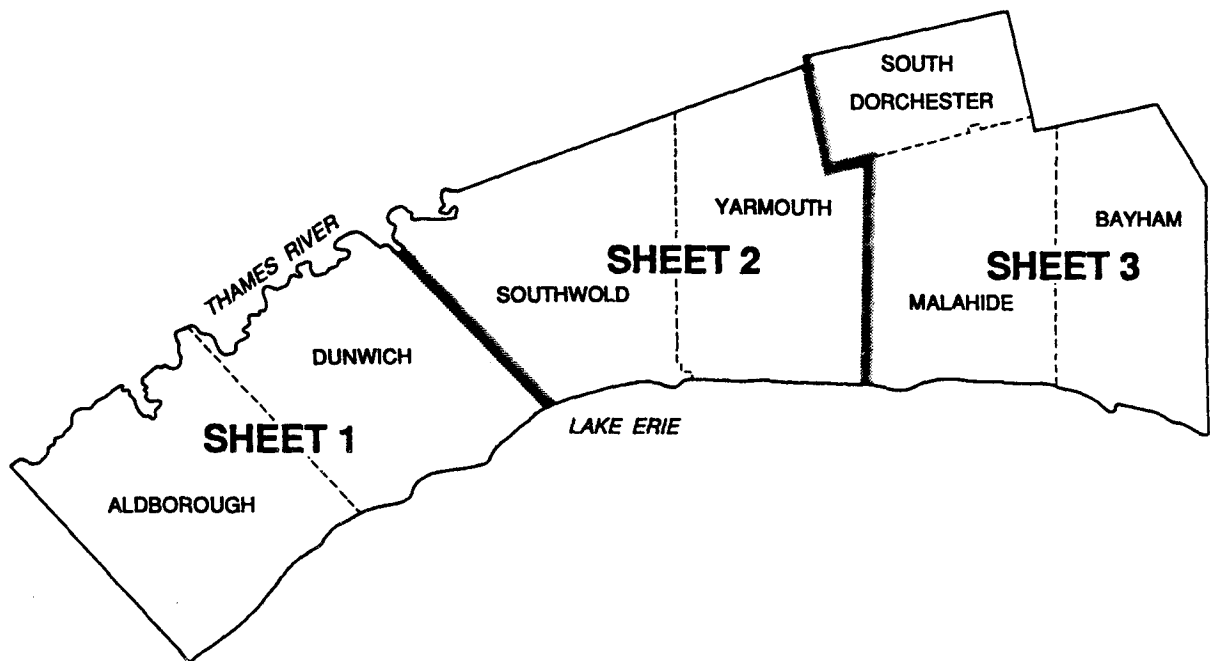 SOUTH
DORCHESTER
YARMOUTH
BAYHAM
THAMES RIVER
SHEET 2
SHEET 3
SOUTHWOLD
MALAHIDE
DUNWICH
LAKE ERIE
SHEET 1
ALDBOROUGH